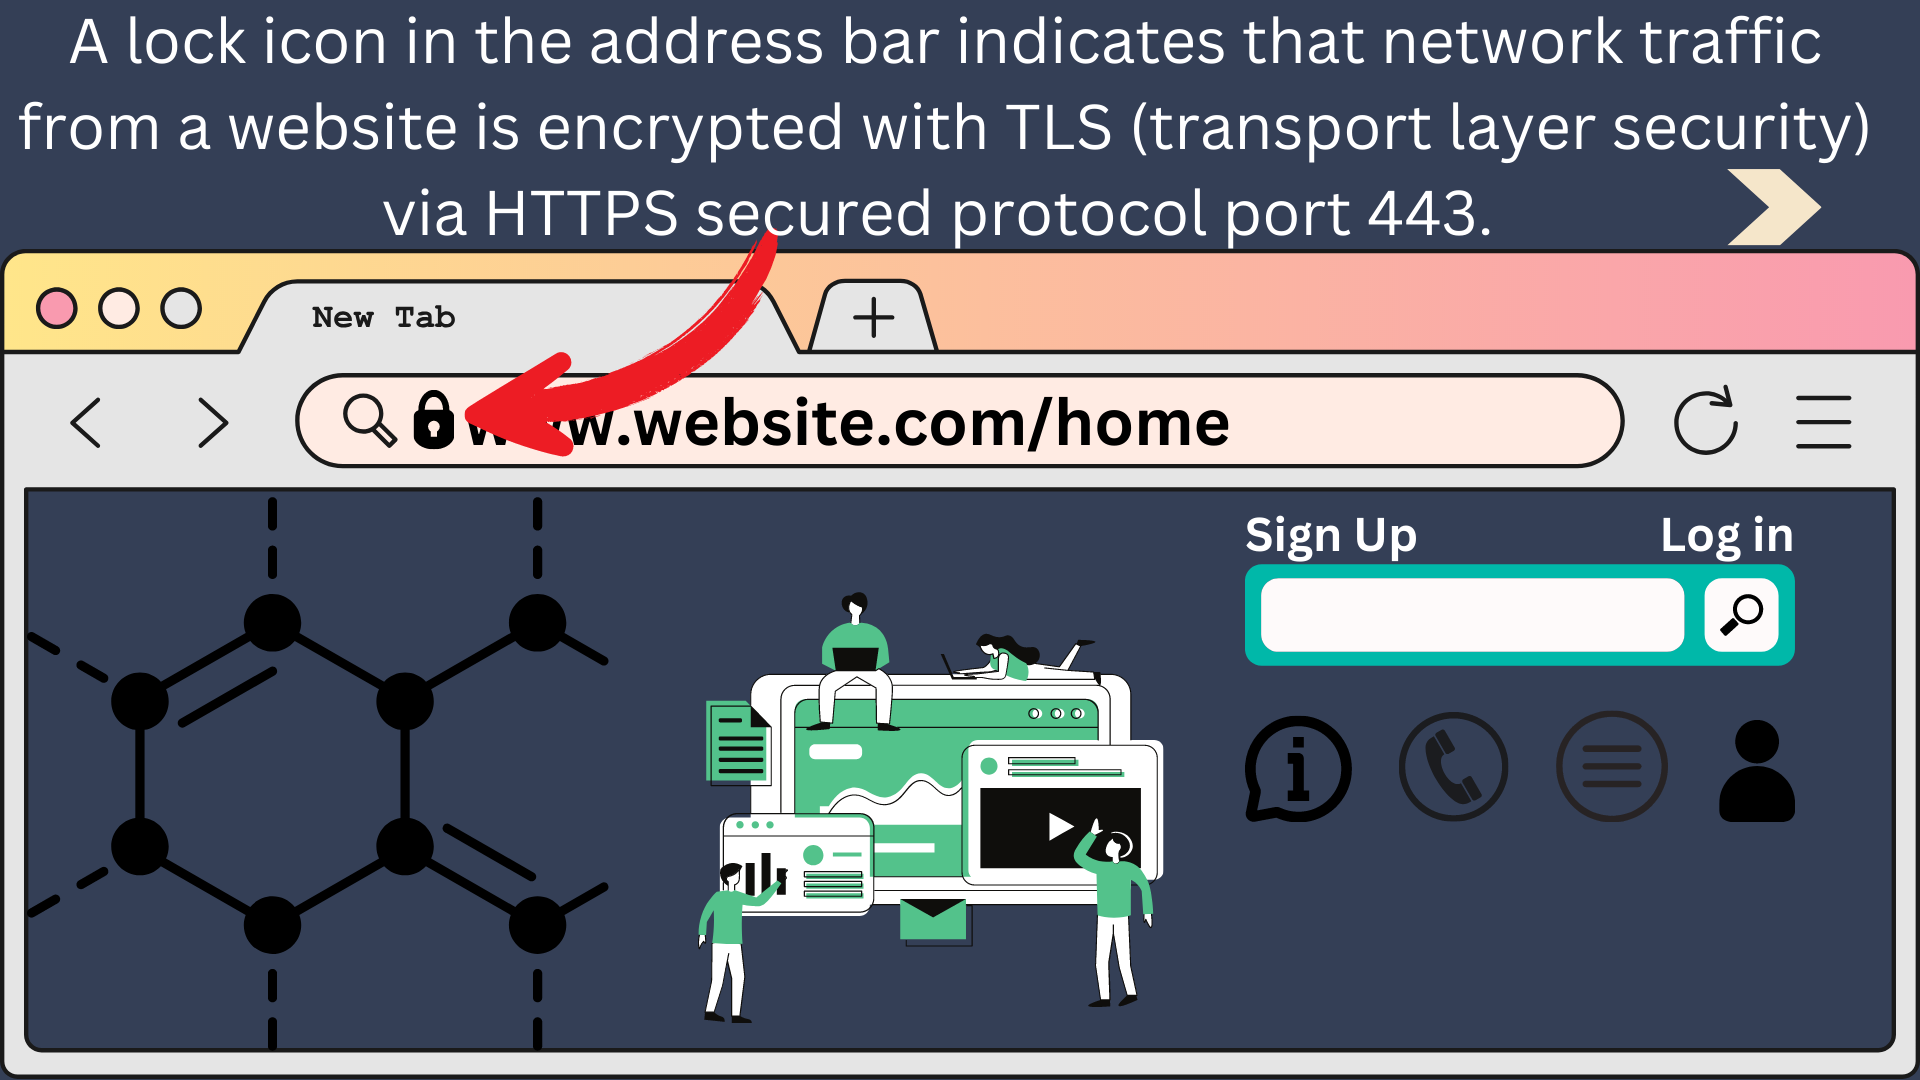 A lock icon in the address bar indicates that network traffic
from a website is encrypted with TLS (transport layer security)
via HTTPS secured protocol port 443.
New Tab
www.website.com/home
Sign Up
Log in